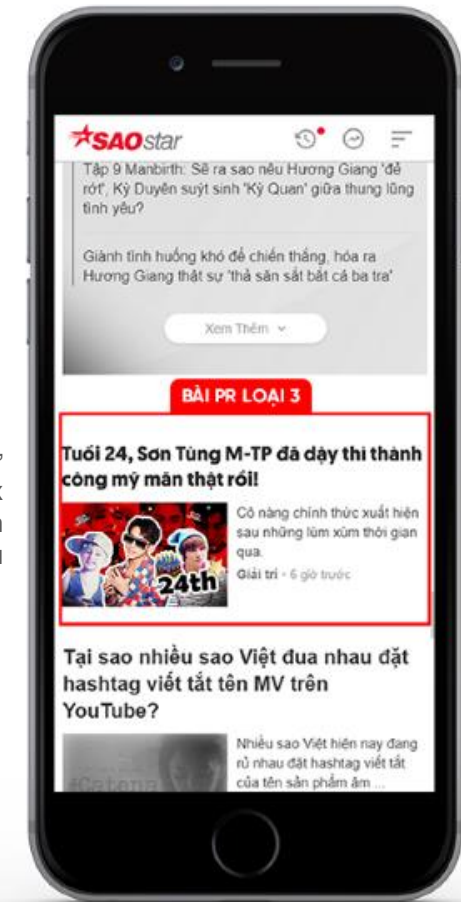 SAOstar
Tập 9 Manbirth: Sẽ ra sao nếu Hương Giang 'đẻ
rớt', Kỳ Duyên suýt sinh 'Kỳ Quan' giữa thung lũng
tình yêu?
Giành tình huống khó để chiến thắng, hóa ra
Hương Giang thật sự 'thả săn sắt bắt cá ba tra'
Xem Thêm
BÀI PR LOẠI 3
Tuổi 24, Sơn Tùng M-TP đã dậy thì thành
công mỹ mãn thật rồi!
Cô nàng chính thức xuất hiện
sau những lùm xùm thời gian
qua.
24th
Giải trí - 6 giờ trước
Tại sao nhiều sao Việt đua nhau đặt
hashtag viết tắt tên MV trên
YouTube?
Nhiều sao Việt hiện nay đang
rủ nhau đặt hashtag viết tắt
của tên sản phẩm âm ...